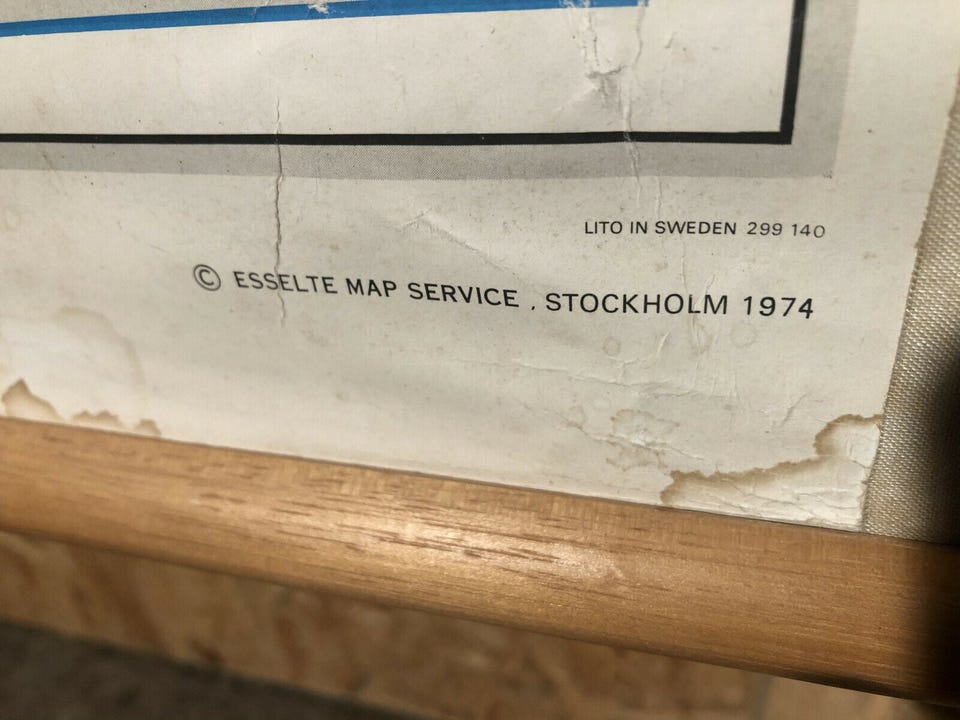 LITO IN SWEDEN 299 140
© ESSELTE MAP SERVICE , STOCKHOLM 1974